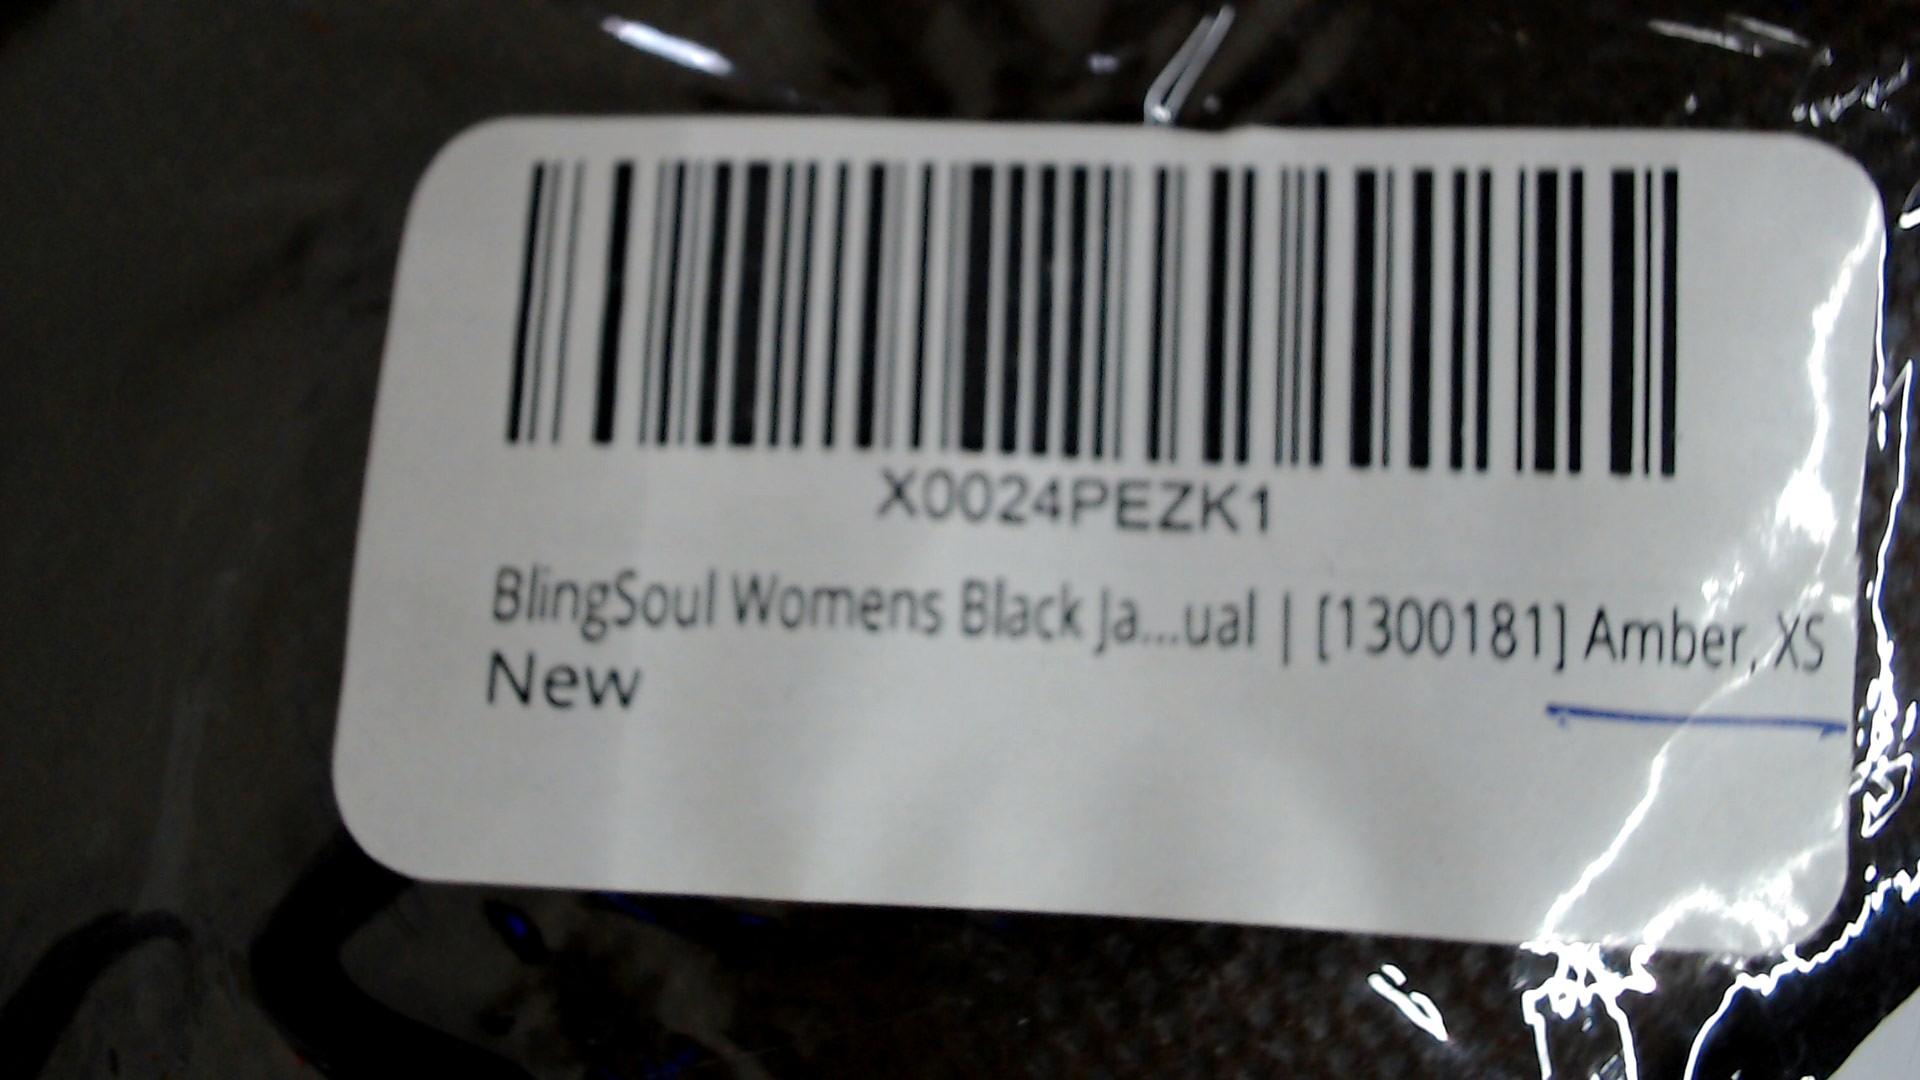 X0024PEZK1
BlingSoul Womens Black Ja...ual | [1300181] Amber, XS
New